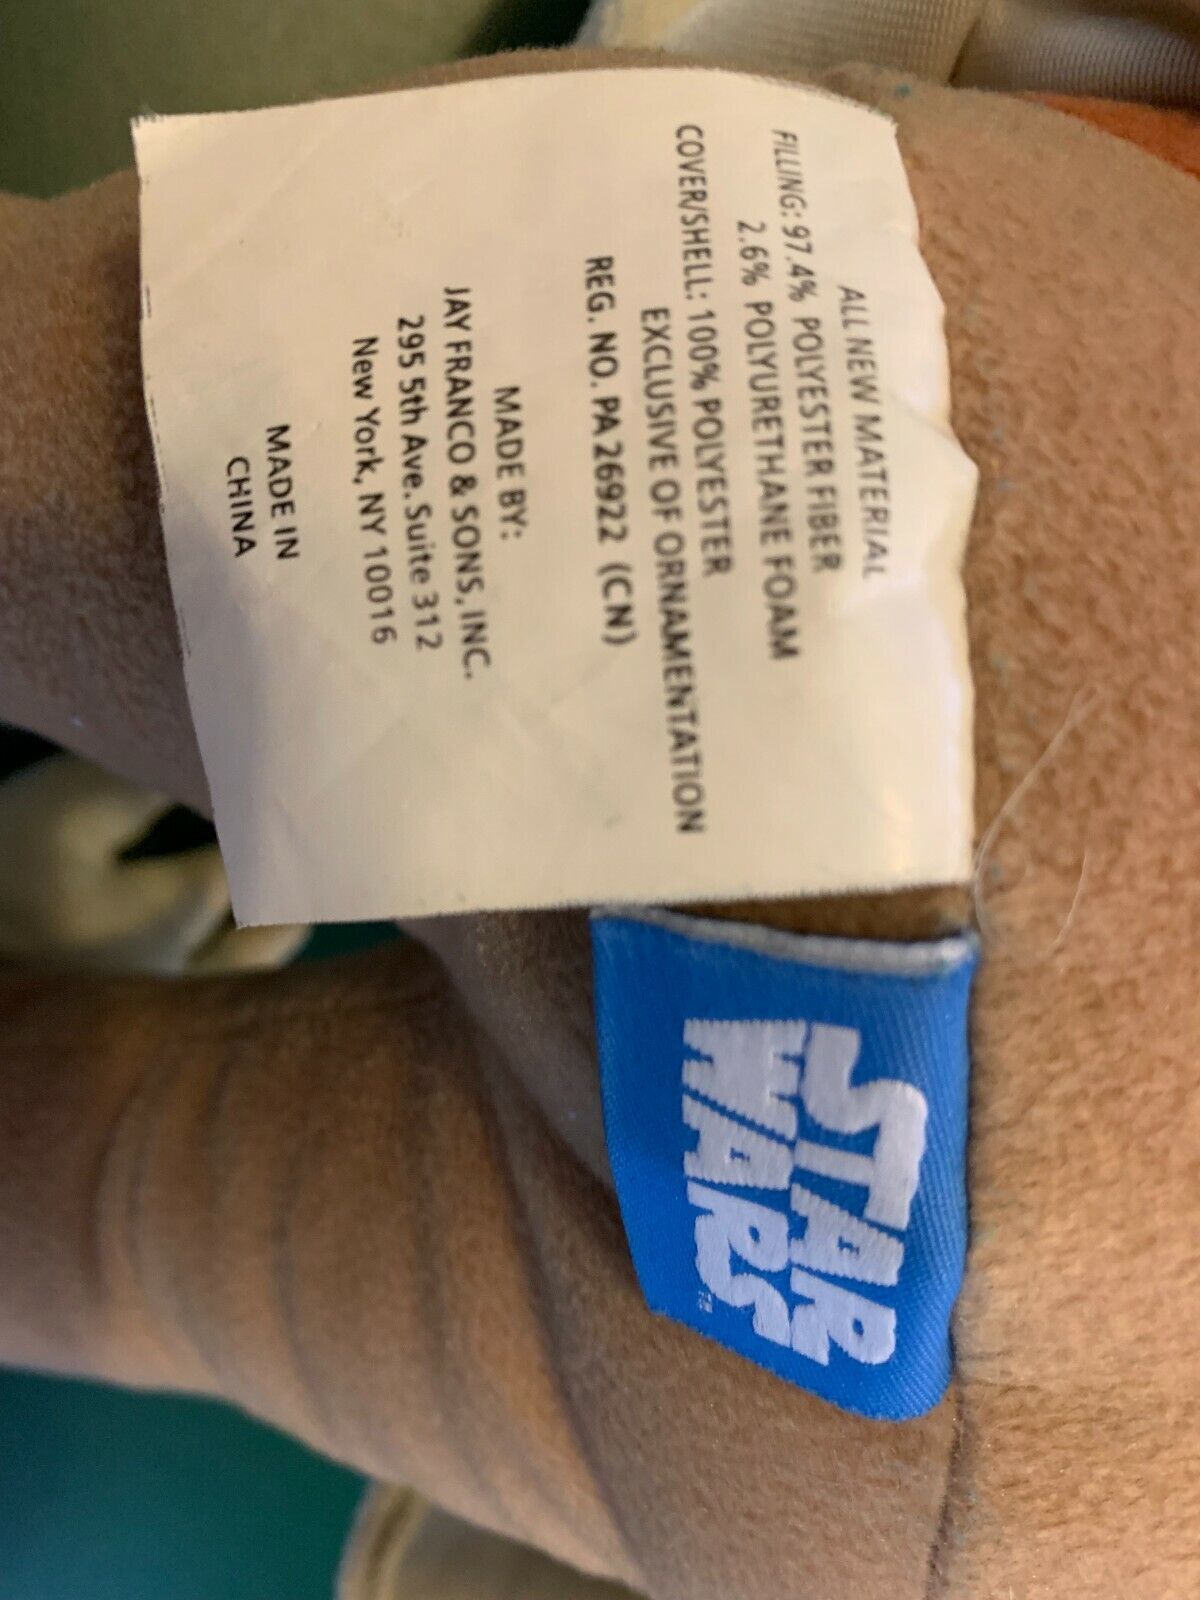 ALL NEW MATERIAL
FILLING: 97.4% POLYESTER FIBER
2.6% POLYURETHANE FOAM
COVER/SHELL: 100% POLYESTER
EXCLUSIVE OF ORNAMENTATION
REG. NO. PA 26922 (CN)
MADE BY:
JAY FRANCO & SONS, INC.
295 5th Ave. Suite 312
New York, NY 10016
MADE IN
CHINA
STAR
WARS
™